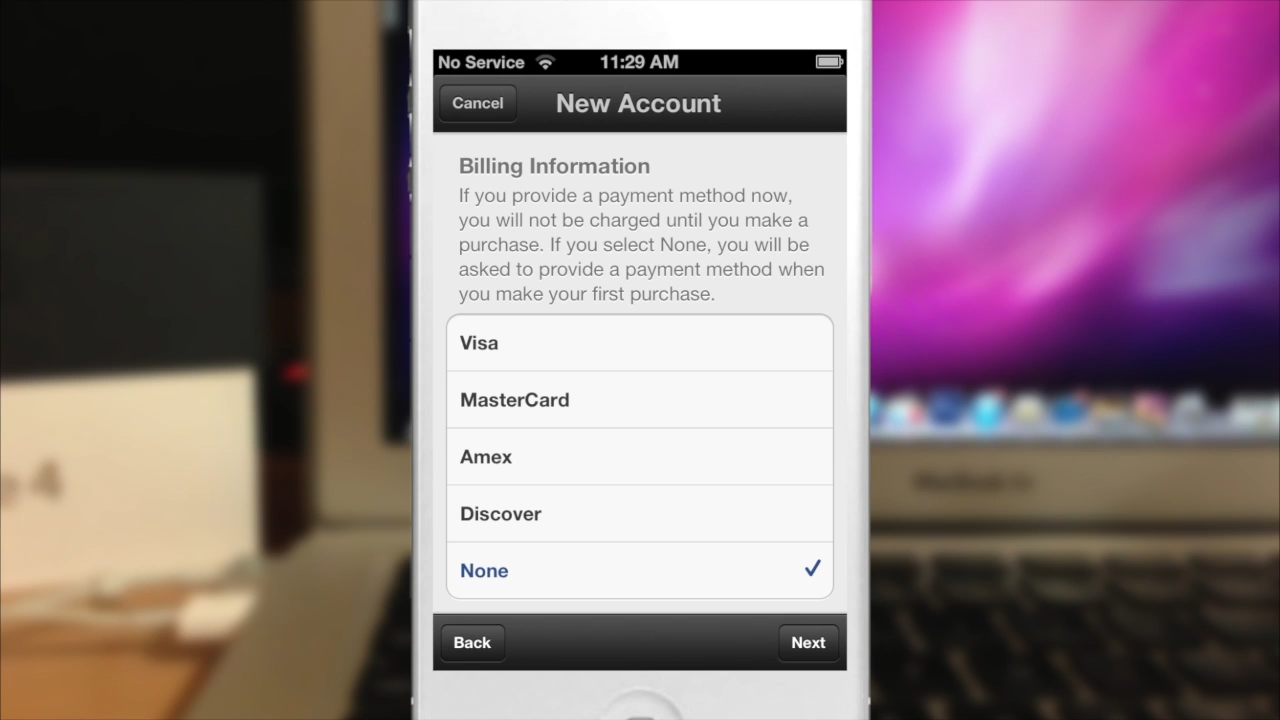 No Service 11:29 AM
Cancel New Account
Billing Information
If you provide a payment method now,
you will not be charged until you make a
purchase. If you select None, you will be
asked to provide a payment method when
you make your first purchase.
Visa
MasterCard
Amex
Discover
None
Back Next
4